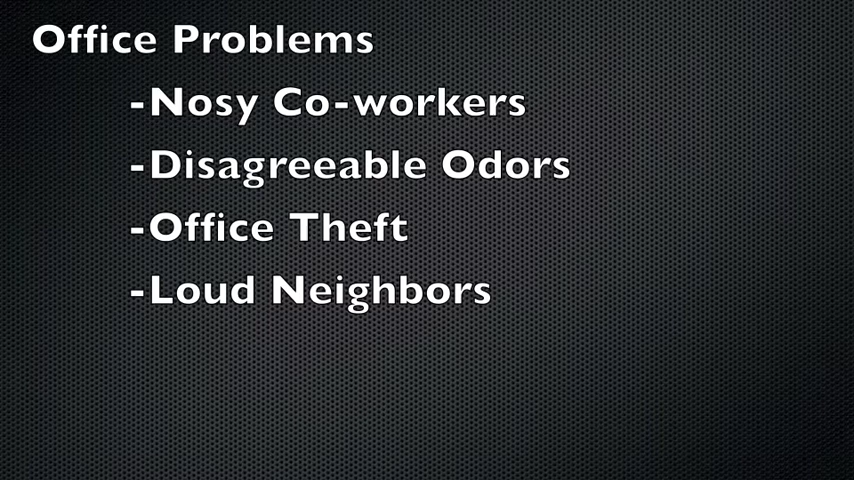 Office Problems
-Nosy Co-workers
-Disagreeable Odors
-Office Theft
-Loud Neighbors